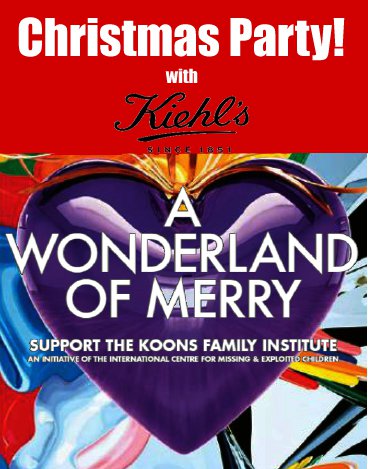 Christmas Party!
with
Kiehl's
SINCE 1851
A
WONDERLAND
OF MERRY
SUPPORT THE KOONS FAMILY INSTITUTE
AN INITIATIVE OF THE INTERNATIONAL CENTRE FOR MISSING & EXPLOITED CHILDREN